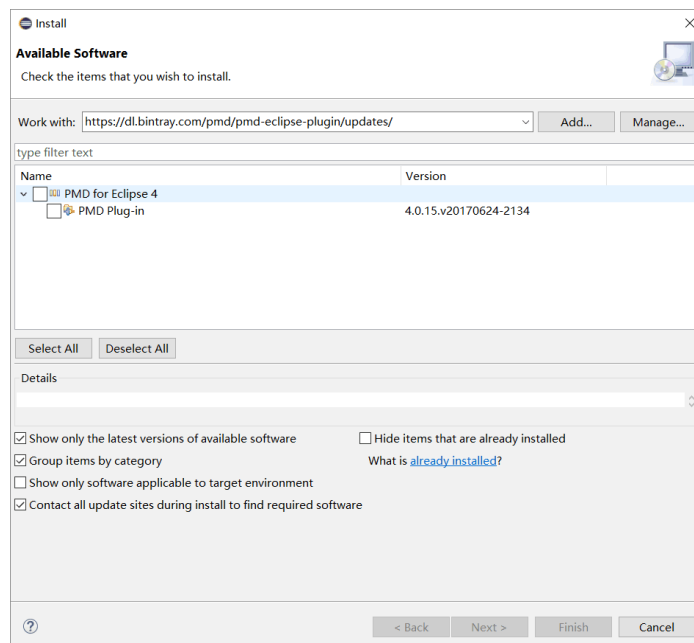 Install
Available Software
Check the items that you wish to install.
Work with: https://dl.bintray.com/pmd/pmd-eclipse-plugin/updates/ Add... Manage...
type filter text
Name Version
PMD for Eclipse 4
PMD Plug-in 4.0.15.v20170624-2134
Select All Deselect All
Details
Show only the latest versions of available software Hide items that are already installed
Group items by category What is already installed?
Show only software applicable to target environment
Contact all update sites during install to find required software
? < Back Next > Finish Cancel